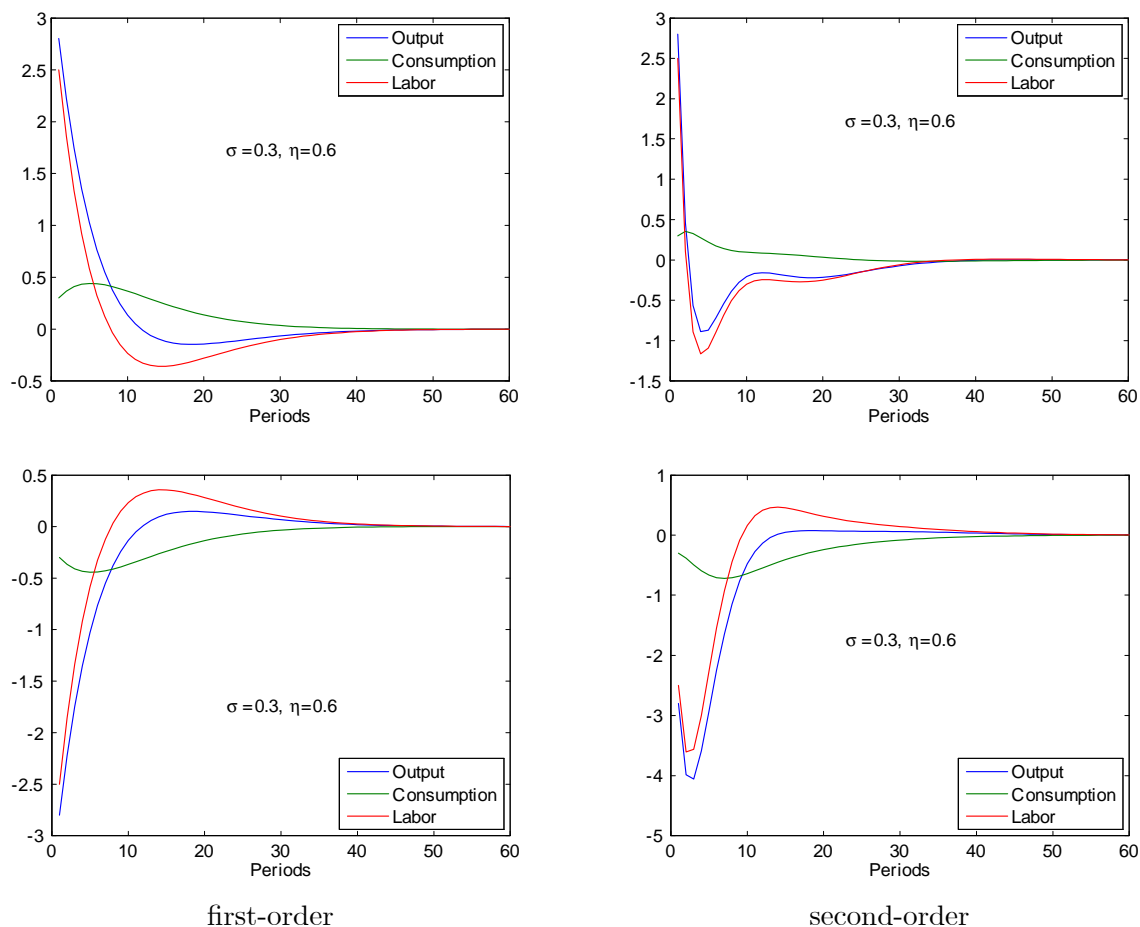 3
2.5
2
1.5
1
0.5
0
-0.5
0 10 20 30 40 50 60
Periods
Output
Consumption
Labor
σ =0.3, η=0.6
3
2.5
2
1.5
1
0.5
0
-0.5
-1
-1.5
0 10 20 30 40 50 60
Periods
Output
Consumption
Labor
σ =0.3, η=0.6
0.5
0
-0.5
-1
-1.5
-2
-2.5
-3
0 10 20 30 40 50 60
Periods
σ =0.3, η=0.6
Output
Consumption
Labor
first-order
1
0
-1
-2
-3
-4
-5
0 10 20 30 40 50 60
Periods
σ =0.3, η=0.6
Output
Consumption
Labor
second-order